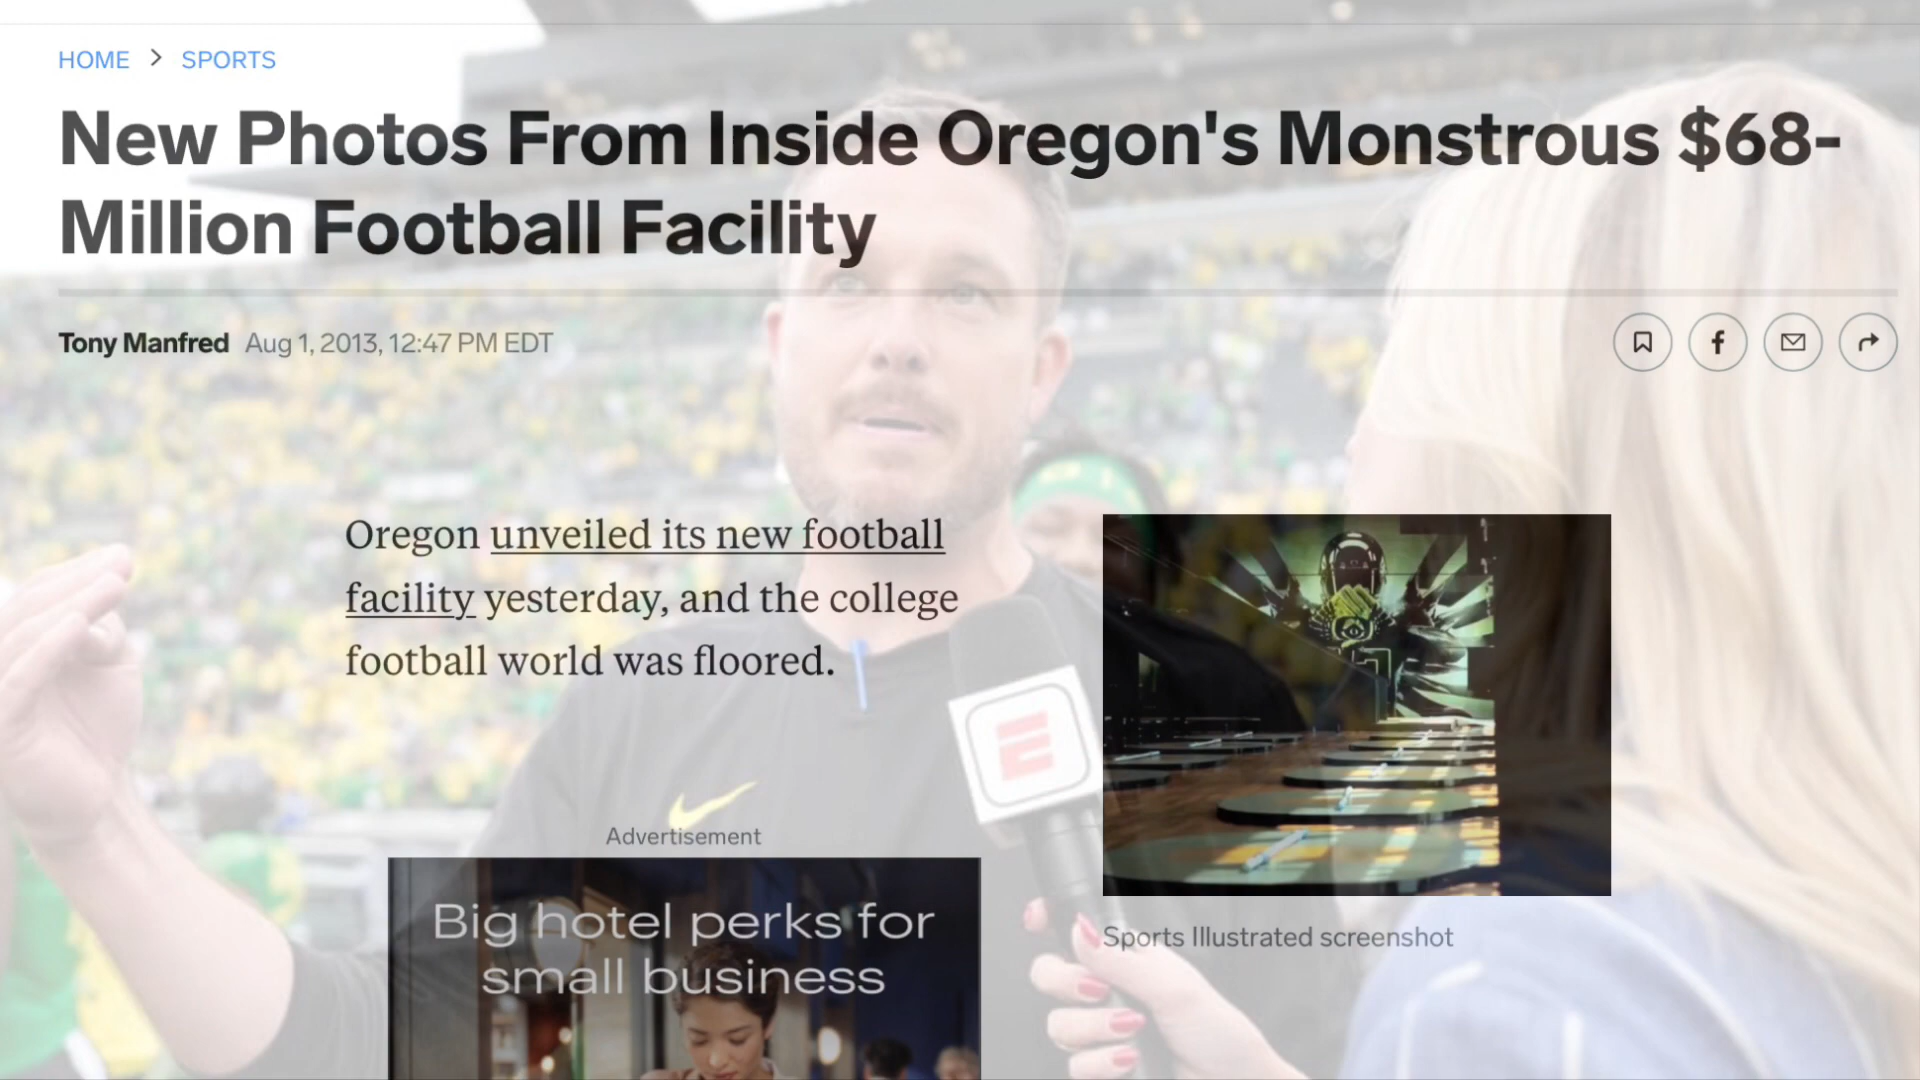 HOME > SPORTS
New Photos From Inside Oregon's Monstrous $68-
Million Football Facility
Tony Manfred Aug 1, 2013, 12:47 PM EDT
Oregon unveiled its new football
facility yesterday, and the college
football world was floored.
Advertisement
Big hotel perks for
small business
Sports Illustrated screenshot